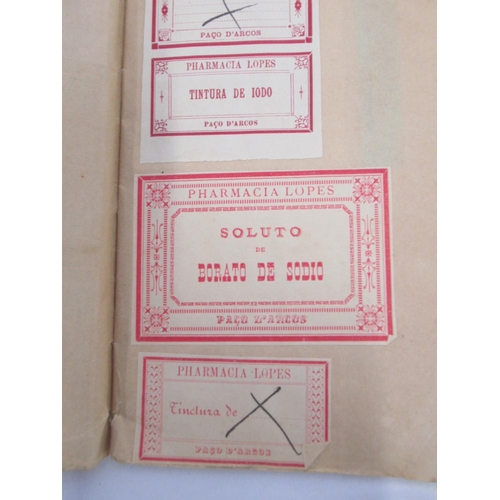 PAÇO D'ARCOS
PHARMACIA LOPES
TINTURA DE IODO
PAÇO D'ARCOS
PHARMACIA LOPES
SOLUTO
DE
BORATO DE SODIO
PAÇO D'ARCOS
PHARMACIA LOPES
Tinctura de
PAÇO D'ARCOS